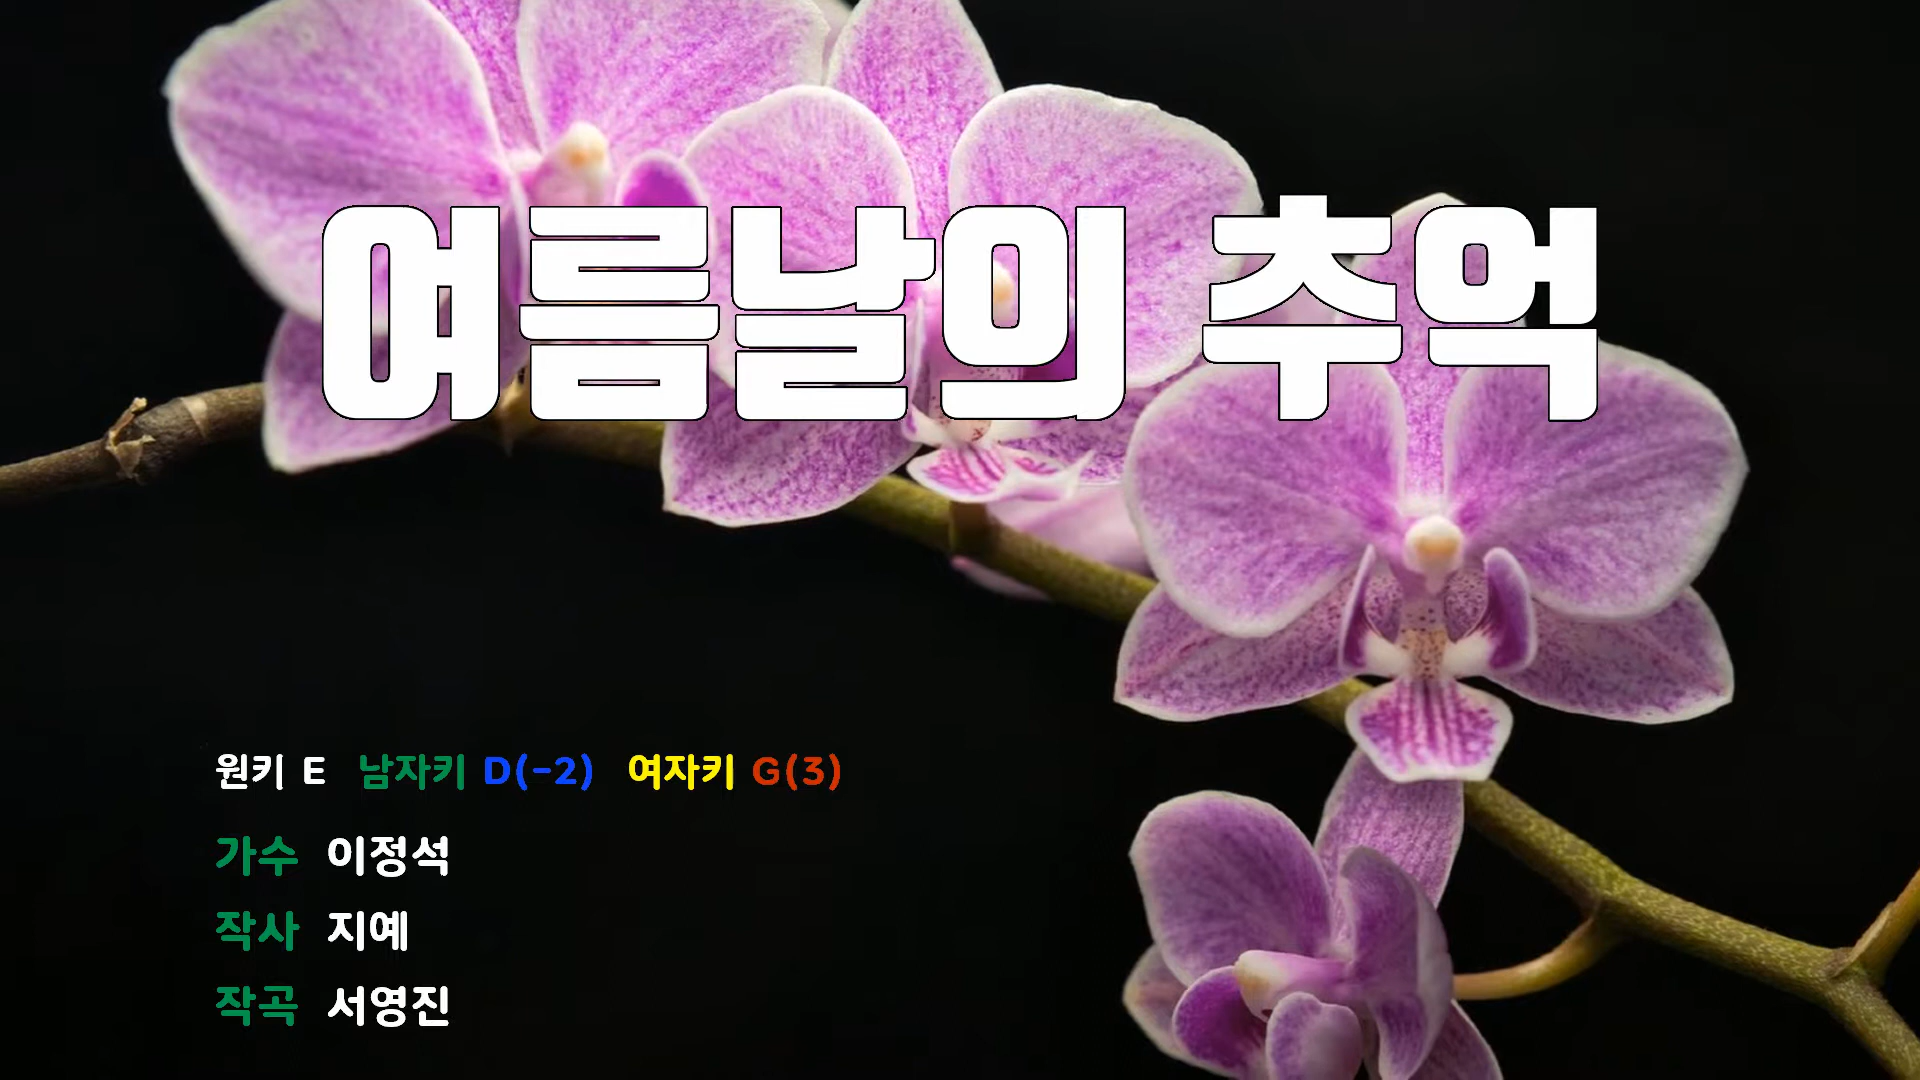 여름날의 추억
원키 E 남자키 D(-2) 여자키 G(3)
가수 이정석
작사 지예
작곡 서영진